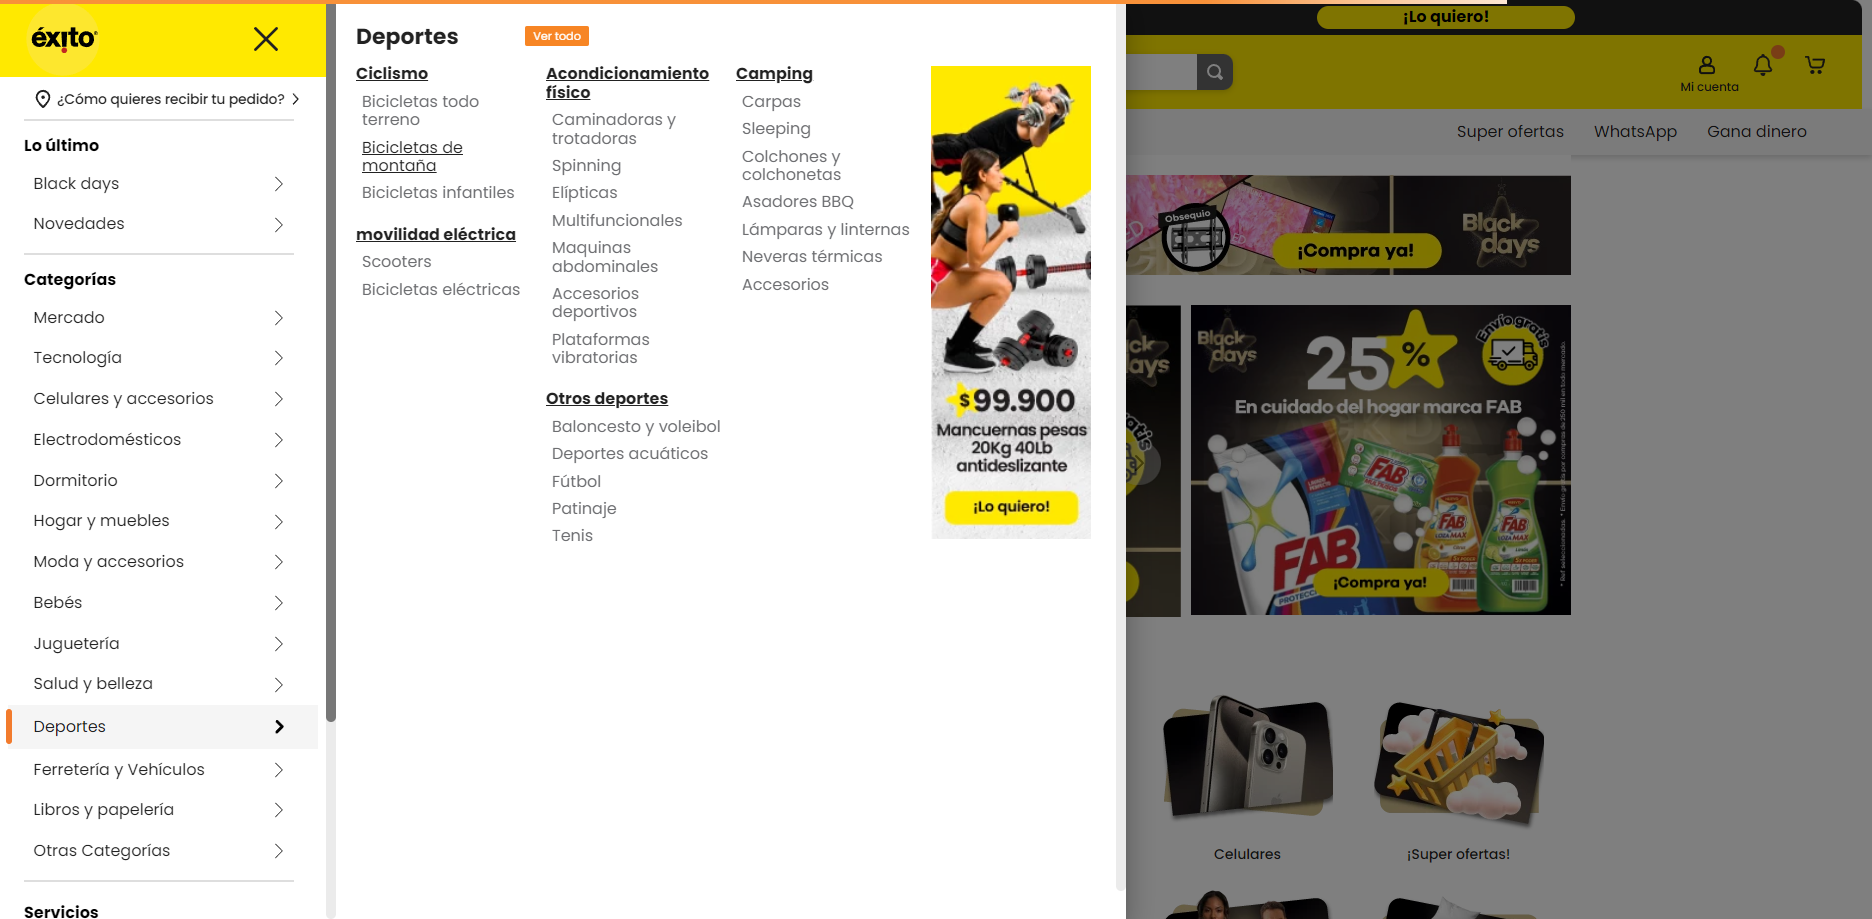 éxito
¿Cómo quieres recibir tu pedido?
Lo último
Black days
Novedades
Categorías
Mercado
Tecnología
Celulares y accesorios
Electrodomésticos
Dormitorio
Hogar y muebles
Moda y accesorios
Bebés
Juguetería
Salud y belleza
Deportes
Ferretería y Vehículos
Libros y papelería
Otras Categorías
Servicios
Deportes
Ver todo
Ciclismo
Bicicletas todo
terreno
Bicicletas de
montaña
Bicicletas infantiles
movilidad eléctrica
Scooters
Bicicletas eléctricas
Acondicionamiento
físico
Caminadoras y
trotadoras
Spinning
Elípticas
Multifuncionales
Maquinas
abdominales
Accesorios
deportivos
Plataformas
vibratorias
Otros deportes
Baloncesto y voleibol
Deportes acuáticos
Fútbol
Patinaje
Tenis
Camping
Carpas
Sleeping
Colchones y
colchonetas
Asadores BBQ
Lámparas y linternas
Neveras térmicas
Accesorios
$99.900
Mancuernas pesas
20Kg 40Lb
antideslizante
¡Lo quiero!
¡Lo quiero!
Mi cuenta
Super ofertas
WhatsApp
Gana dinero
Obsequio
¡Compra ya!
Black
days
Black
days
25%
Envío gratis
En cuidado del hogar marca FAB
FAB
FAB
FAB
FAB
¡Compra ya!
Celulares
¡Super ofertas!